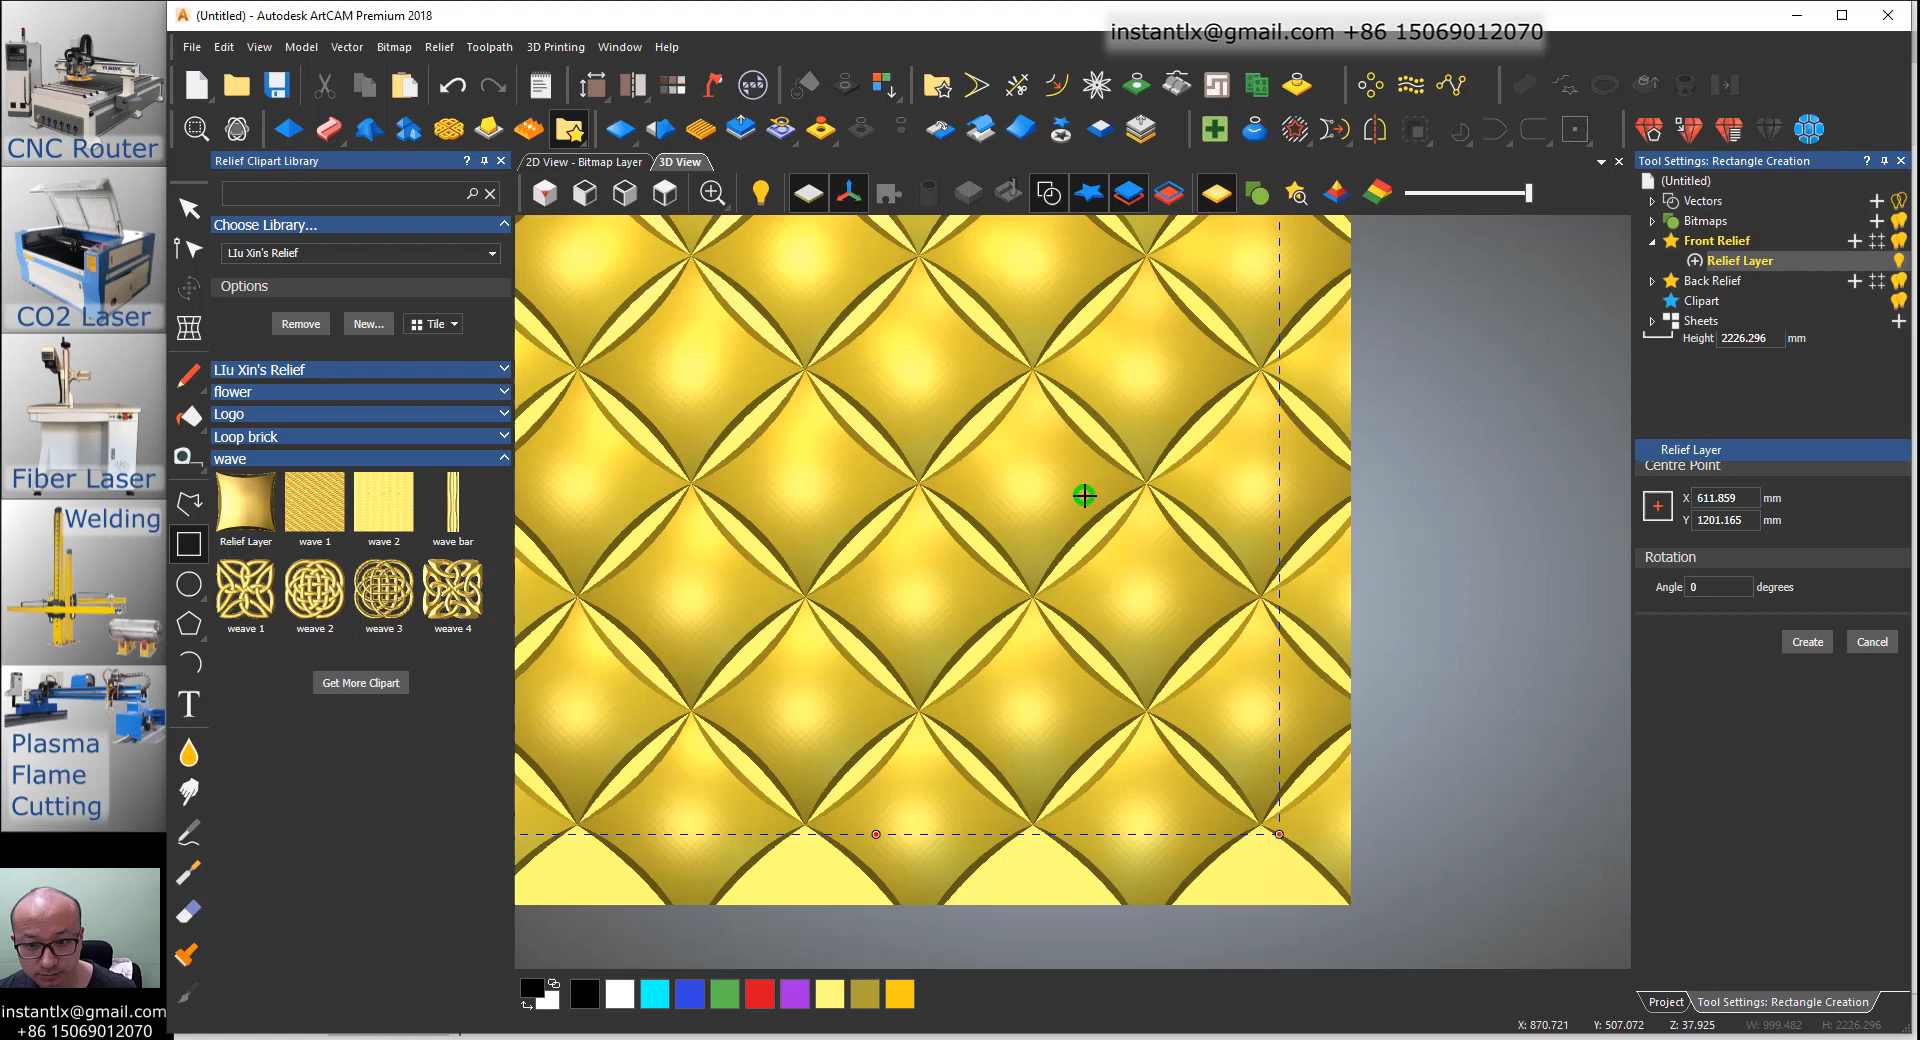 (Untitled) - Autodesk ArtCAM Premium 2018
instantlx@gmail.com +86 15069012070
File Edit View Model Vector Bitmap Relief Toolpath 3D Printing Window Help
CNC Router
CO2 Laser
Fiber Laser
Welding
Plasma
Flame
Cutting
instantlx@gmail.com
+86 15069012070
Relief Clipart Library
Choose Library...
LIu Xin's Relief
Options
Remove New... Tile
LIu Xin's Relief
flower
Logo
Loop brick
wave
Relief Layer wave 1 wave 2 wave bar
weave 1 weave 2 weave 3 weave 4
Get More Clipart
2D View - Bitmap Layer 3D View
Tool Settings: Rectangle Creation
(Untitled)
Vectors
Bitmaps
Front Relief
Relief Layer
Back Relief
Clipart
Sheets
Height 2226.296 mm
Relief Layer
Centre Point
X 611.859 mm
Y 1201.165 mm
Rotation
Angle 0 degrees
Create Cancel
Project Tool Settings: Rectangle Creation
X: 870.721 Y: 507.072 Z: 37.925 W: 999.482 H: 2226.296